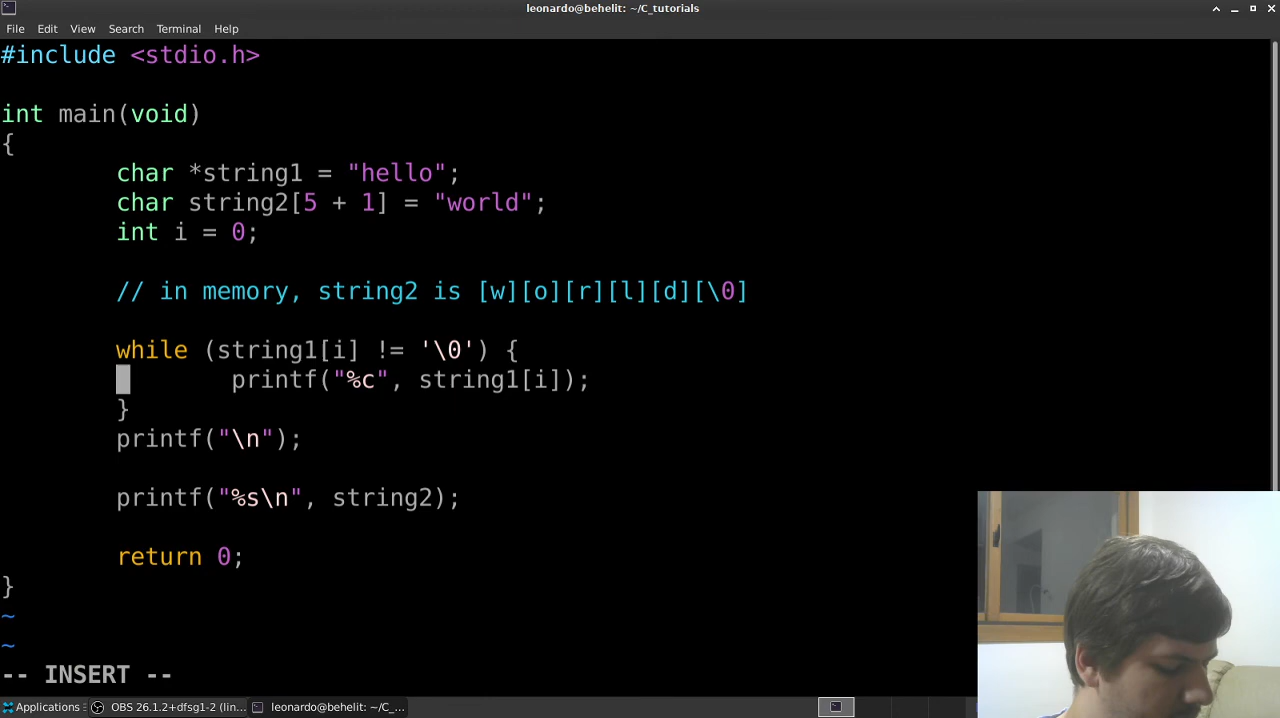 leonardo@behelit: ~/C_tutorials
File Edit View Search Terminal Help
#include <stdio.h>
int main(void)
{
char *string1 = "hello";
char string2[5 + 1] = "world";
int i = 0;
// in memory, string2 is [w][o][r][l][d][\0]
while (string1[i] != '\0') {
printf("%c", string1[i]);
}
printf("\n");
printf("%s\n", string2);
return 0;
}
~
~
-- INSERT --
Applications OBS 26.1.2+dfsg1-2 (lin... leonardo@behelit: ~/C_...